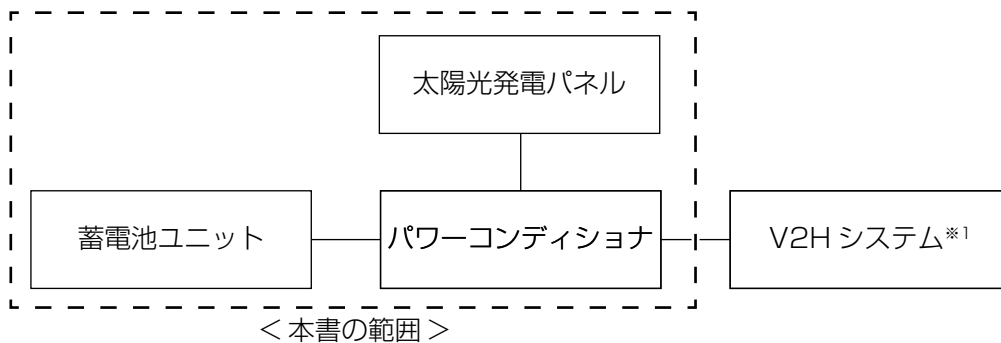 太陽光発電パネル
蓄電池ユニット
パワーコンディショナ
V2H システム※1
＜本書の範囲＞